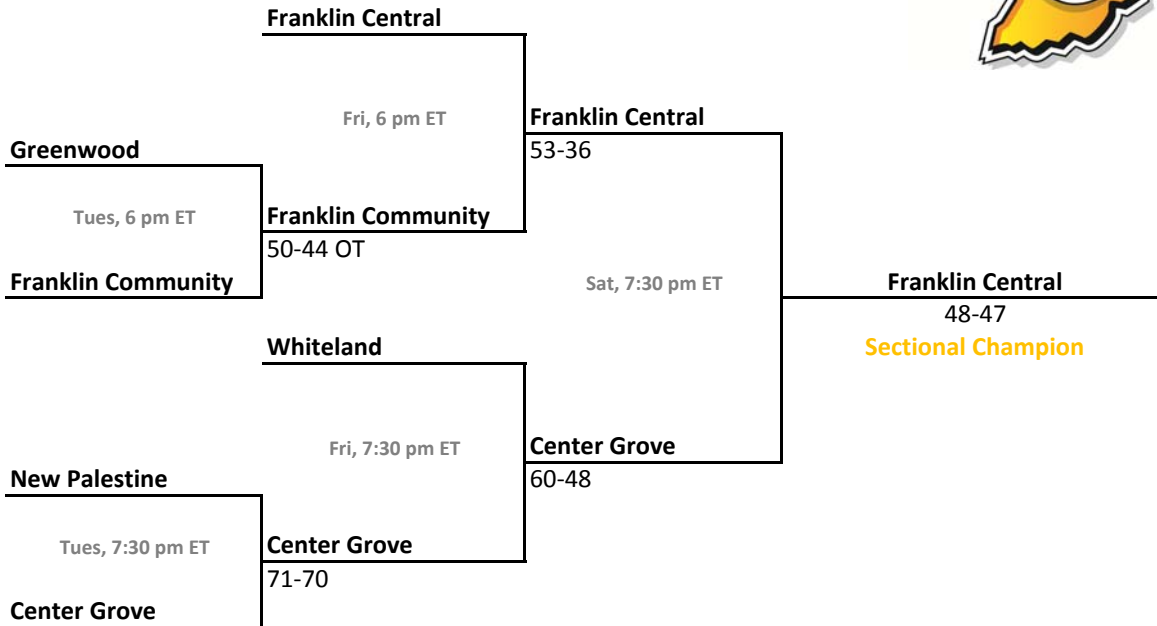 Franklin Central
Fri, 6 pm ET
Franklin Central
Greenwood
53-36
Tues, 6 pm ET
Franklin Community
50-44 OT
Franklin Community
Sat, 7:30 pm ET
Franklin Central
48-47
Whiteland
Sectional Champion
Fri, 7:30 pm ET
Center Grove
New Palestine
60-48
Tues, 7:30 pm ET
Center Grove
71-70
Center Grove